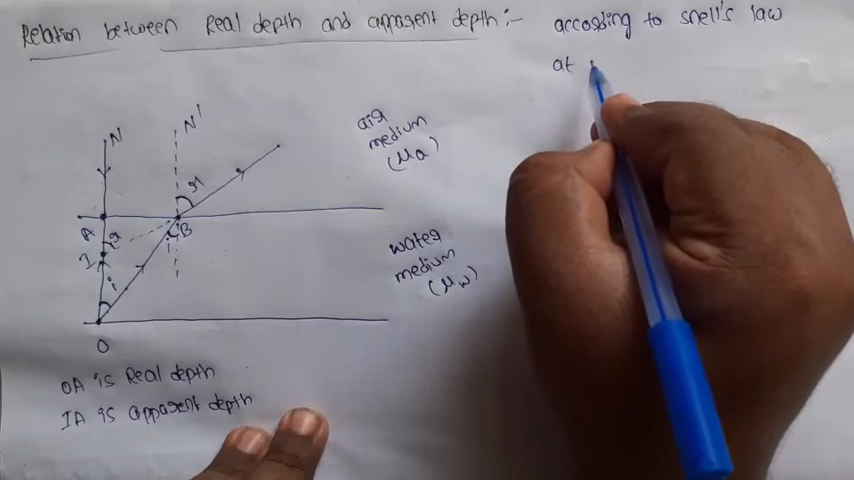 Relation between Real depth and apparent depth :-
according to snell's law
at
N
N'
air
medium
(μa)
r
A
B
r
i
I
water
medium
(μw)
i
O
OA is Real depth
IA is apparent depth